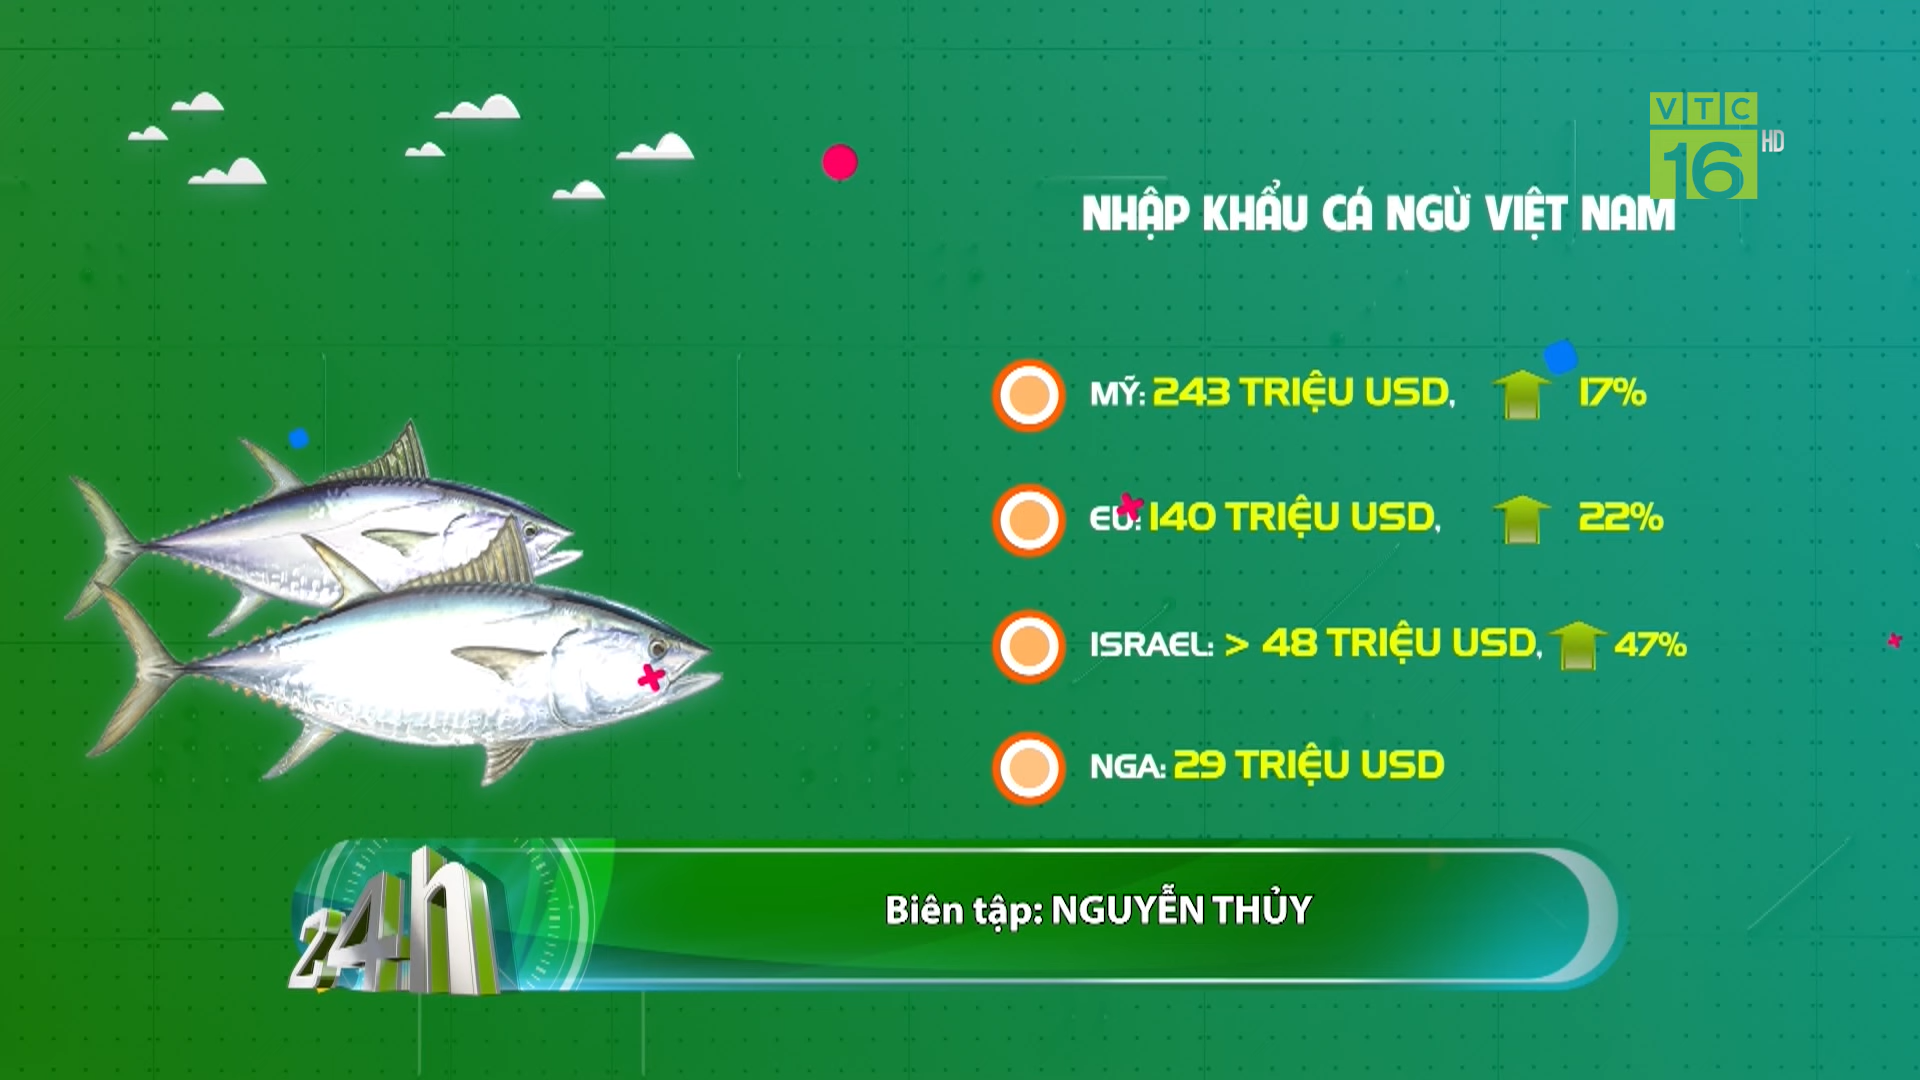 VTC
16 HD
NHẬP KHẨU CÁ NGỪ VIỆT NAM
MỸ: 243 TRIỆU USD, 17%
EU: 140 TRIỆU USD, 22%
ISRAEL: > 48 TRIỆU USD, 47%
NGA: 29 TRIỆU USD
24h
Biên tập: NGUYỄN THỦY